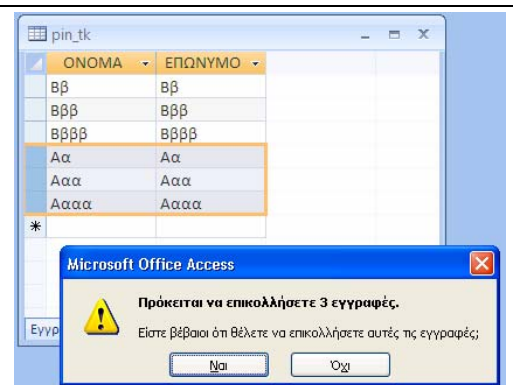 pin_tk
ΟΝΟΜΑ ΕΠΩΝΥΜΟ
Ββ Ββ
Βββ Βββ
Ββββ Ββββ
Αα Αα
Ααα Ααα
Αααα Αααα
Microsoft Office Access
Πρόκειται να επικολλήσετε 3 εγγραφές.
Είστε βέβαιοι ότι θέλετε να επικολλήσετε αυτές τις εγγραφές;
Ναι Όχι